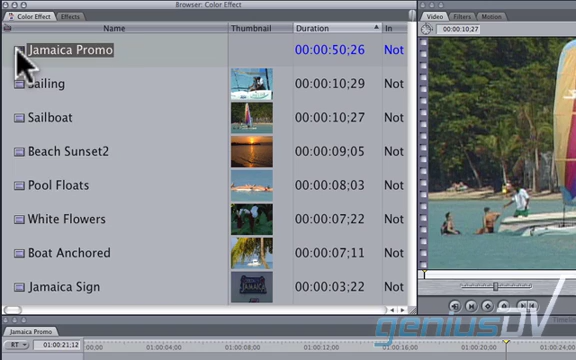 Browser: Color Effect
Color Effect Effects
Name Thumbnail Duration In
Jamaica Promo 00:00:50;26 Not
Sailing 00:00:10;29 Not
Sailboat 00:00:10;27 Not
Beach Sunset2 00:00:09;05 Not
Pool Floats 00:00:08;03 Not
White Flowers 00:00:07;22 Not
Boat Anchored 00:00:07;11 Not
Jamaica Sign 00:00:03;22 Not
Video Filters Motion
00:00:10;27
JAMAICA
geniusDV
Jamaica Promo
RT 01:00:21;12 00;00 01:00:04;00 01:00:08;00 01:00:12;00 01:00:16;00 01:00:20;00 01:00:24;00